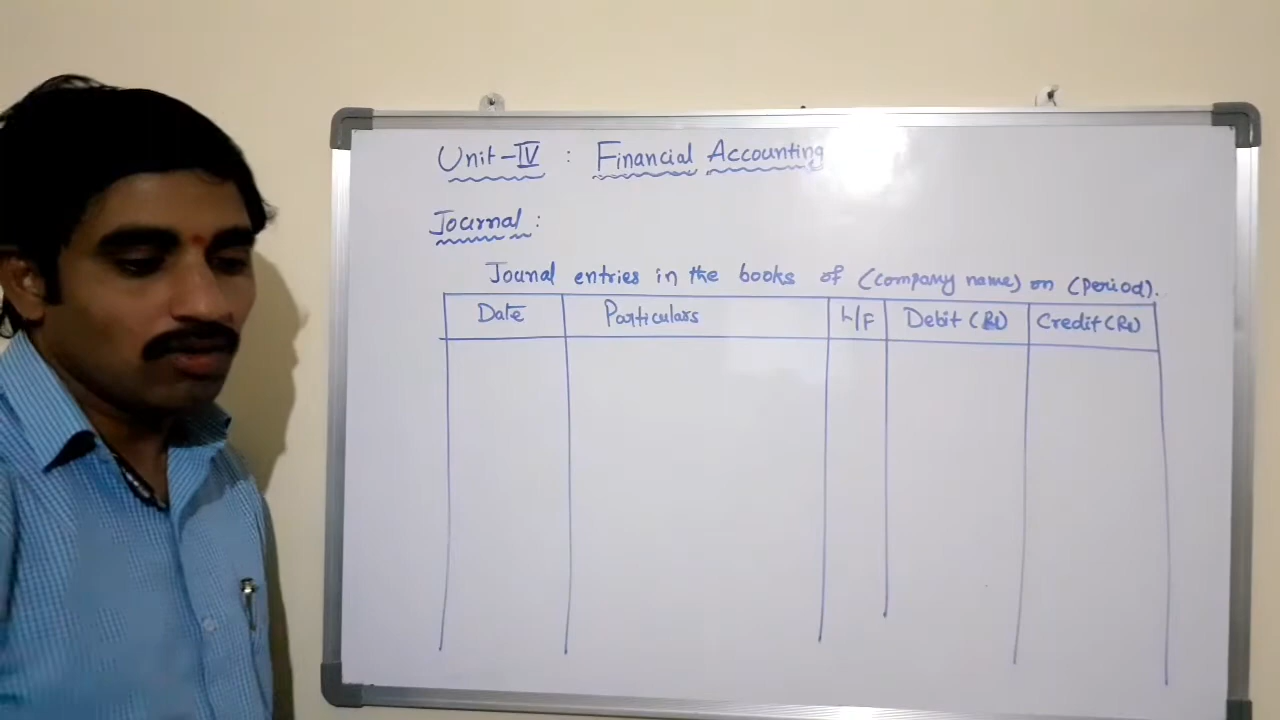 Unit-IV : Financial Accounting
Journal :
Jounal entries in the books of (company name) on (period).
Date Particulars L/F Debit (Rs) Credit (Rs)